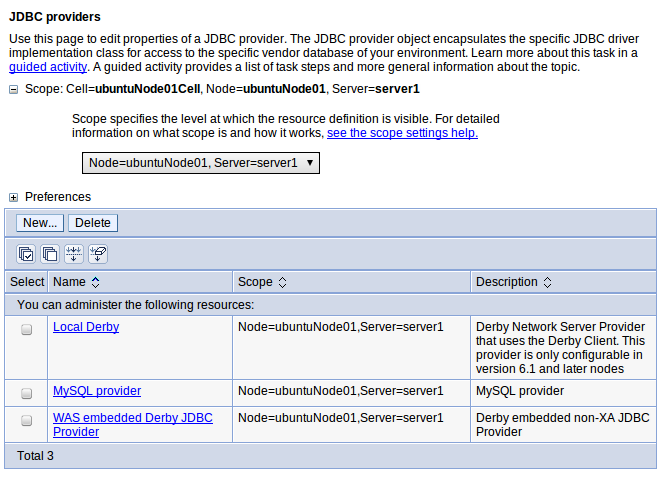 JDBC providers
Use this page to edit properties of a JDBC provider. The JDBC provider object encapsulates the specific JDBC driver
implementation class for access to the specific vendor database of your environment. Learn more about this task in a
guided activity. A guided activity provides a list of task steps and more general information about the topic.
Scope: Cell=ubuntuNode01Cell, Node=ubuntuNode01, Server=server1
Scope specifies the level at which the resource definition is visible. For detailed
information on what scope is and how it works, see the scope settings help.
Node=ubuntuNode01, Server=server1
Preferences
New... Delete
Select Name Scope Description
You can administer the following resources:
Local Derby Node=ubuntuNode01,Server=server1 Derby Network Server Provider
that uses the Derby Client. This
provider is only configurable in
version 6.1 and later nodes
MySQL provider Node=ubuntuNode01,Server=server1 MySQL provider
WAS embedded Derby JDBC Node=ubuntuNode01,Server=server1 Derby embedded non-XA JDBC
Provider Provider
Total 3